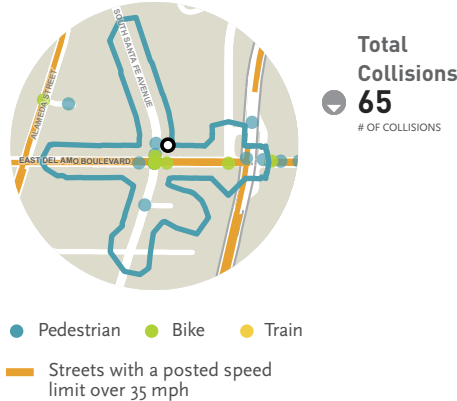 SOUTH SANTA FE AVENUE
ALAMEDA STREET
EAST DEL AMO BOULEVARD
Total
Collisions
65
# OF COLLISIONS
Pedestrian
Bike
Train
Streets with a posted speed
limit over 35 mph